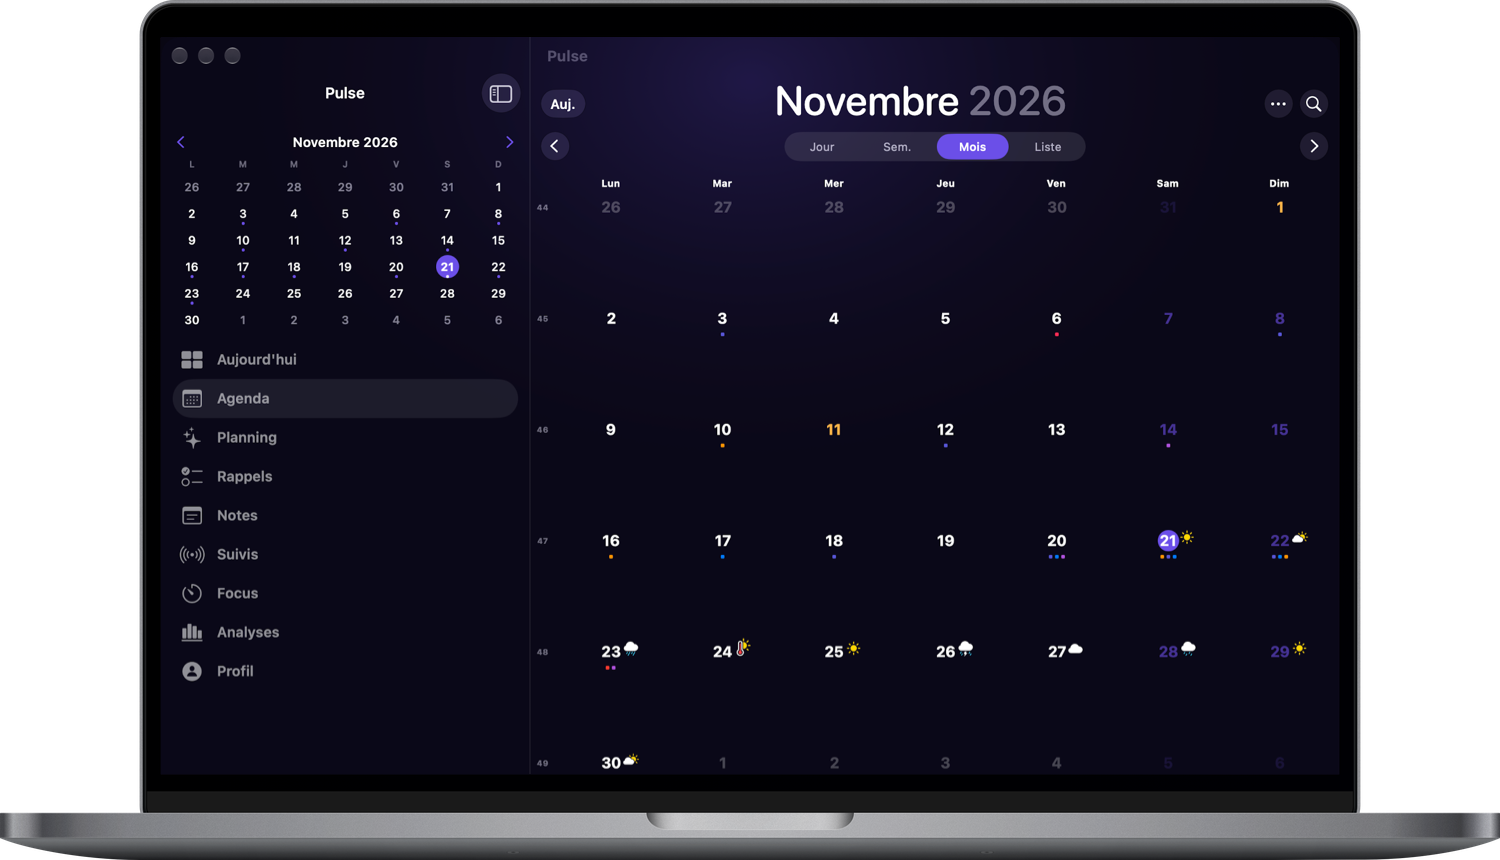 Pulse
Novembre 2026
L M M J V S D
26 27 28 29 30 31 1
2 3 4 5 6 7 8
9 10 11 12 13 14 15
16 17 18 19 20 21 22
23 24 25 26 27 28 29
30 1 2 3 4 5 6
Aujourd'hui
Agenda
Planning
Rappels
Notes
Suivis
Focus
Analyses
Profil
Pulse
Auj.
Novembre 2026
Jour Sem. Mois Liste
Lun Mar Mer Jeu Ven Sam Dim
44 26 27 28 29 30 31 1
45 2 3 4 5 6 7 8
46 9 10 11 12 13 14 15
47 16 17 18 19 20 21 22
48 23 24 25 26 27 28 29
49 30 1 2 3 4 5 6